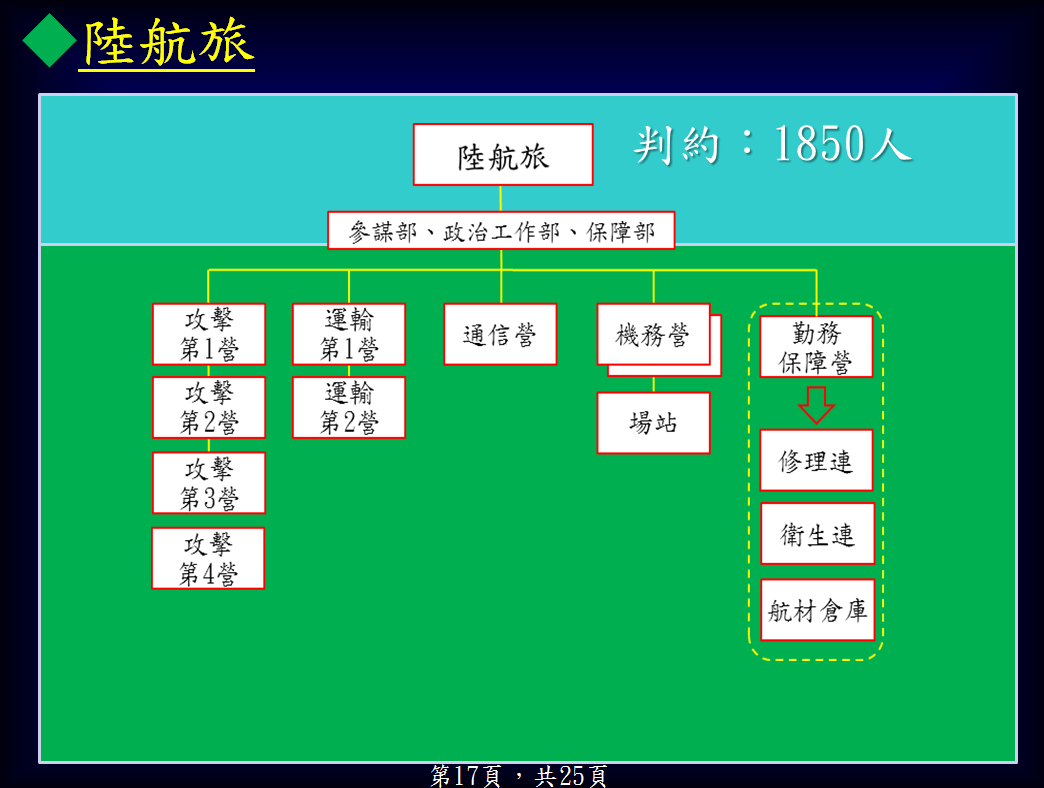 陸航旅
陸航旅
判約：1850人
參謀部、政治工作部、保障部
攻擊
第1營
攻擊
第2營
攻擊
第3營
攻擊
第4營
運輸
第1營
運輸
第2營
通信營
機務營
場站
勤務
保障營
修理連
衛生連
航材倉庫
第17頁，共25頁